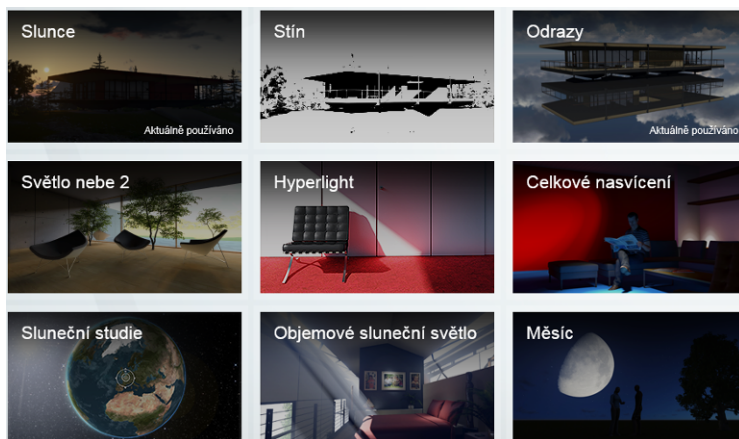 Slunce
Stín
Odrazy
Aktuálně používáno
Aktuálně používáno
Světlo nebe 2
Hyperlight
Celkové nasvícení
Sluneční studie
Objemové sluneční světlo
Měsíc